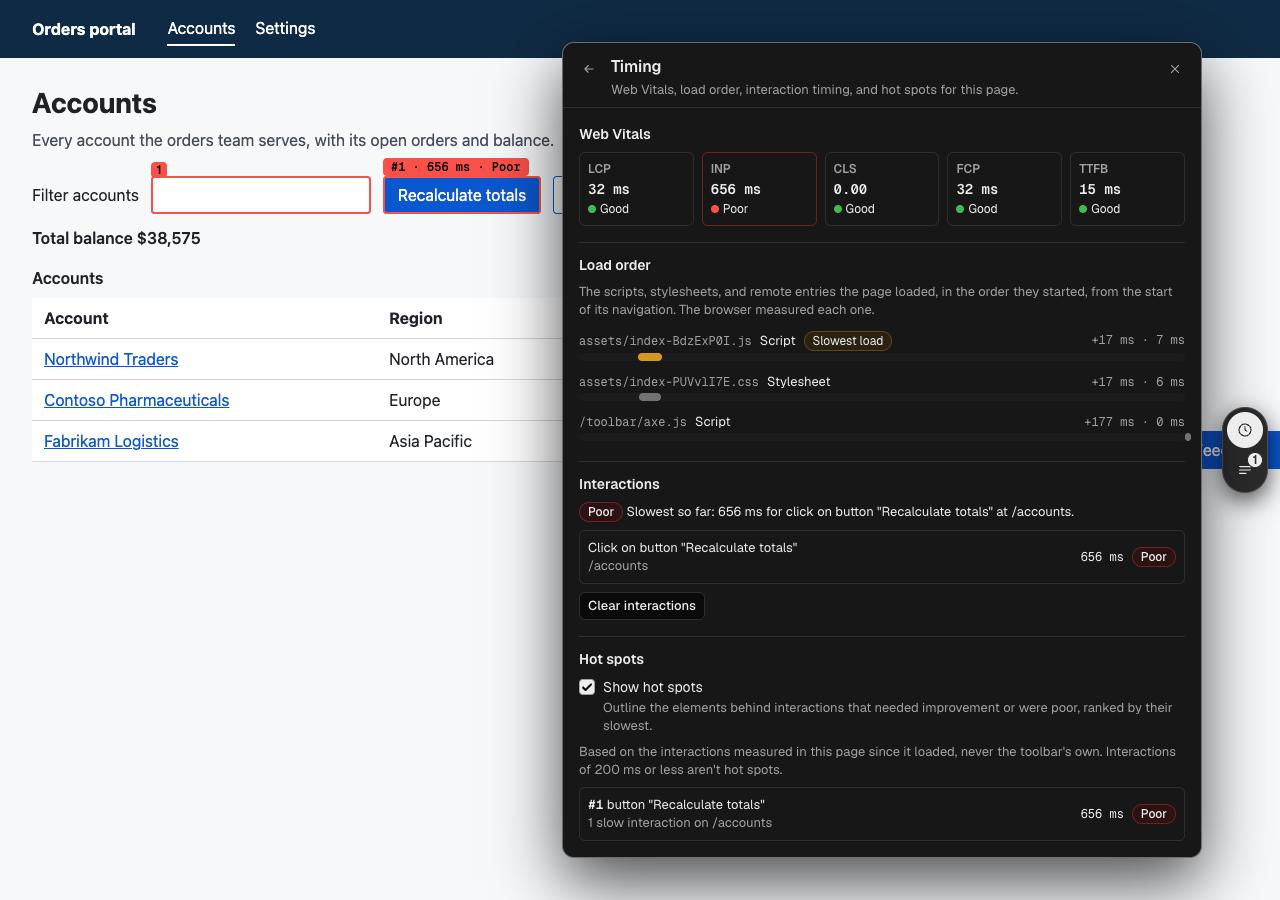 Orders portal
Accounts
Settings
Accounts
Every account the orders team serves, with its open orders and balance.
1
#1 · 656 ms · Poor
Filter accounts
Recalculate totals
Total balance $38,575
Accounts
Account
Region
Northwind Traders
North America
Contoso Pharmaceuticals
Europe
Fabrikam Logistics
Asia Pacific
Timing
Web Vitals, load order, interaction timing, and hot spots for this page.
Web Vitals
LCP
32 ms
Good
INP
656 ms
Poor
CLS
0.00
Good
FCP
32 ms
Good
TTFB
15 ms
Good
Load order
The scripts, stylesheets, and remote entries the page loaded, in the order they started, from the start
of its navigation. The browser measured each one.
assets/index-BdzExP0I.js Script Slowest load +17 ms · 7 ms
assets/index-PUVvlI7E.css Stylesheet +17 ms · 6 ms
/toolbar/axe.js Script +177 ms · 0 ms
Interactions
Poor Slowest so far: 656 ms for click on button "Recalculate totals" at /accounts.
Click on button "Recalculate totals"
/accounts
656 ms Poor
Clear interactions
Hot spots
Show hot spots
Outline the elements behind interactions that needed improvement or were poor, ranked by their
slowest.
Based on the interactions measured in this page since it loaded, never the toolbar's own. Interactions
of 200 ms or less aren't hot spots.
#1 button "Recalculate totals"
1 slow interaction on /accounts
656 ms Poor
1